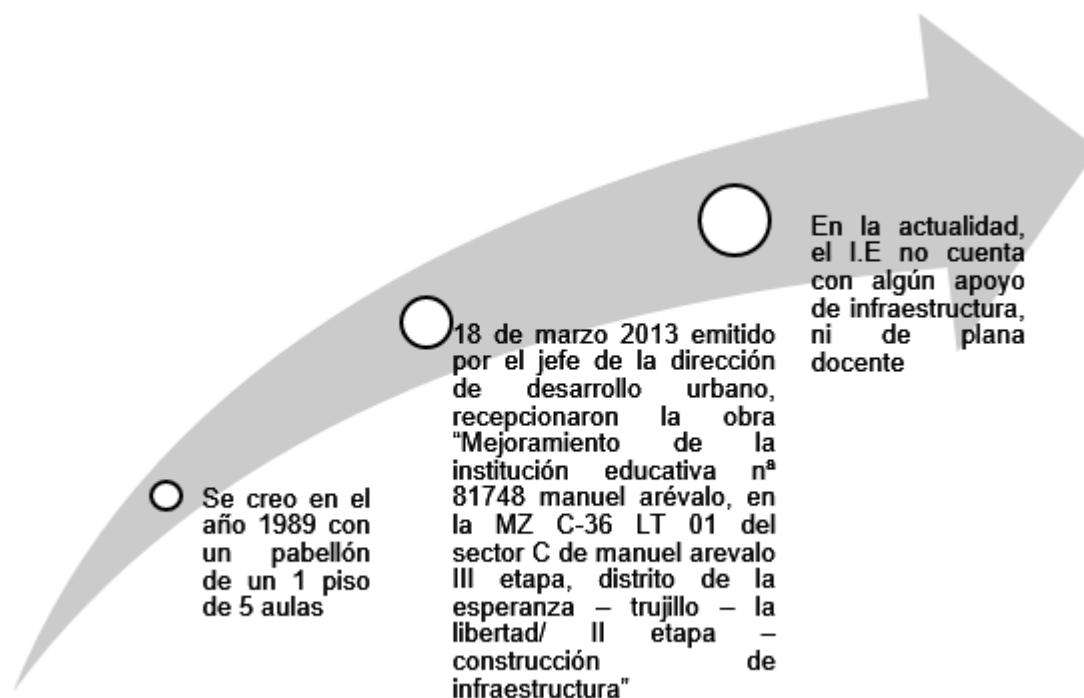 Se creo en el
año 1989 con
un pabellón
de un 1 piso
de 5 aulas
18 de marzo 2013 emitido
por el jefe de la dirección
de desarrollo urbano,
recepcionaron la obra
“Mejoramiento de la
institución educativa nª
81748 manuel arévalo, en
la MZ C-36 LT 01 del
sector C de manuel arevalo
III etapa, distrito de la
esperanza – trujillo – la
libertad/ II etapa –
construcción de
infraestructura”
En la actualidad,
el I.E no cuenta
con algún apoyo
de infraestructura,
ni de plana
docente